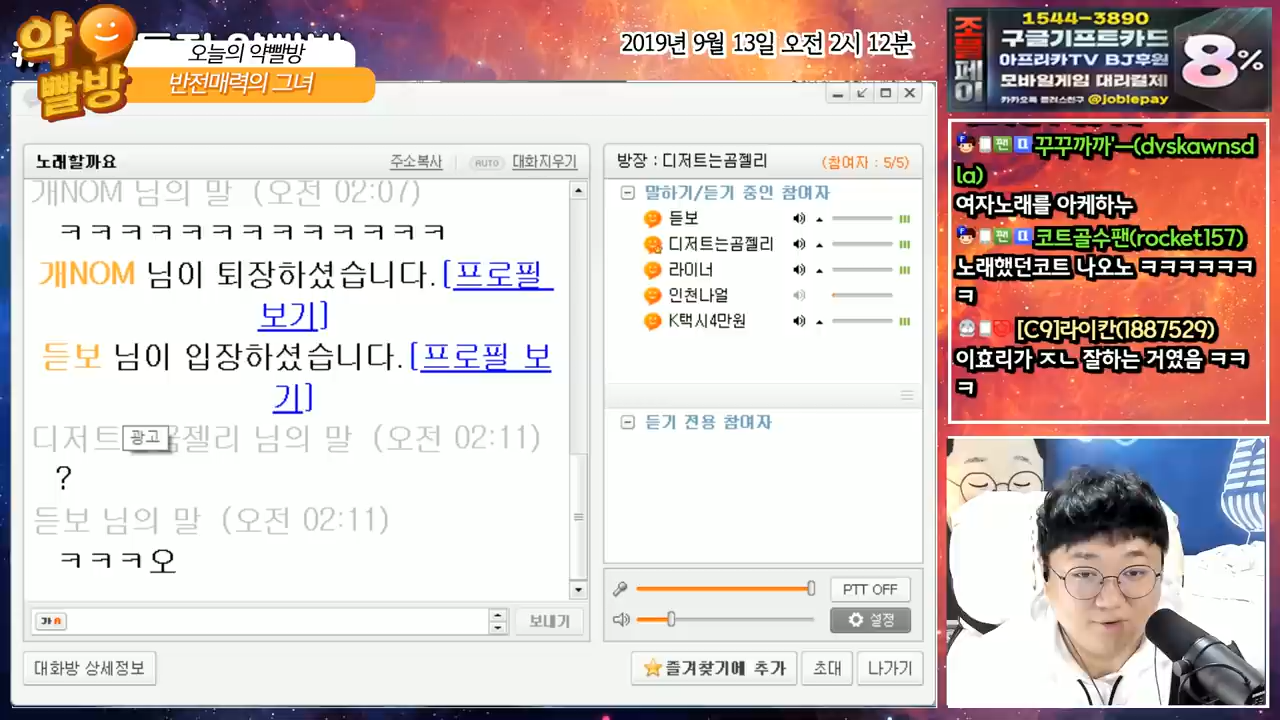 약빨방
오늘의 약빨방
반전매력의 그녀
2019년 9월 13일 오전 2시 12분
조블페이
1544-3890
구글기프트카드
아프리카TV BJ후원
모바일게임 대리결제
카카오톡 플러스친구 @joblepay
8%
노래할까요
주소복사
AUTO
대화지우기
개NOM 님의 말 (오전 02:07)
ㅋㅋㅋㅋㅋㅋㅋㅋㅋㅋㅋㅋㅋ
개NOM 님이 퇴장하셨습니다.[프로필
보기]
듣보 님이 입장하셨습니다.[프로필 보
기]
디저트는곰젤리 님의 말 (오전 02:11)
광고
?
듣보 님의 말 (오전 02:11)
ㅋㅋㅋ오
가A
보내기
대화방 상세정보
방장 : 디저트는곰젤리
(참여자 : 5/5)
말하기/듣기 중인 참여자
듣보
디저트는곰젤리
라이너
인천나얼
K택시4만원
듣기 전용 참여자
PTT OFF
설정
즐겨찾기에 추가
초대
나가기
팬 꾸꾸까까'—(dvskawnsd
la)
여자노래를 아케하누
팬 코트골수팬(rocket157)
노래했던코트 나오노 ㅋㅋㅋㅋㅋㅋ
ㅋ
[C9]라이칸(1887529)
이효리가 ㅈㄴ 잘하는 거였음 ㅋㅋ
ㅋ